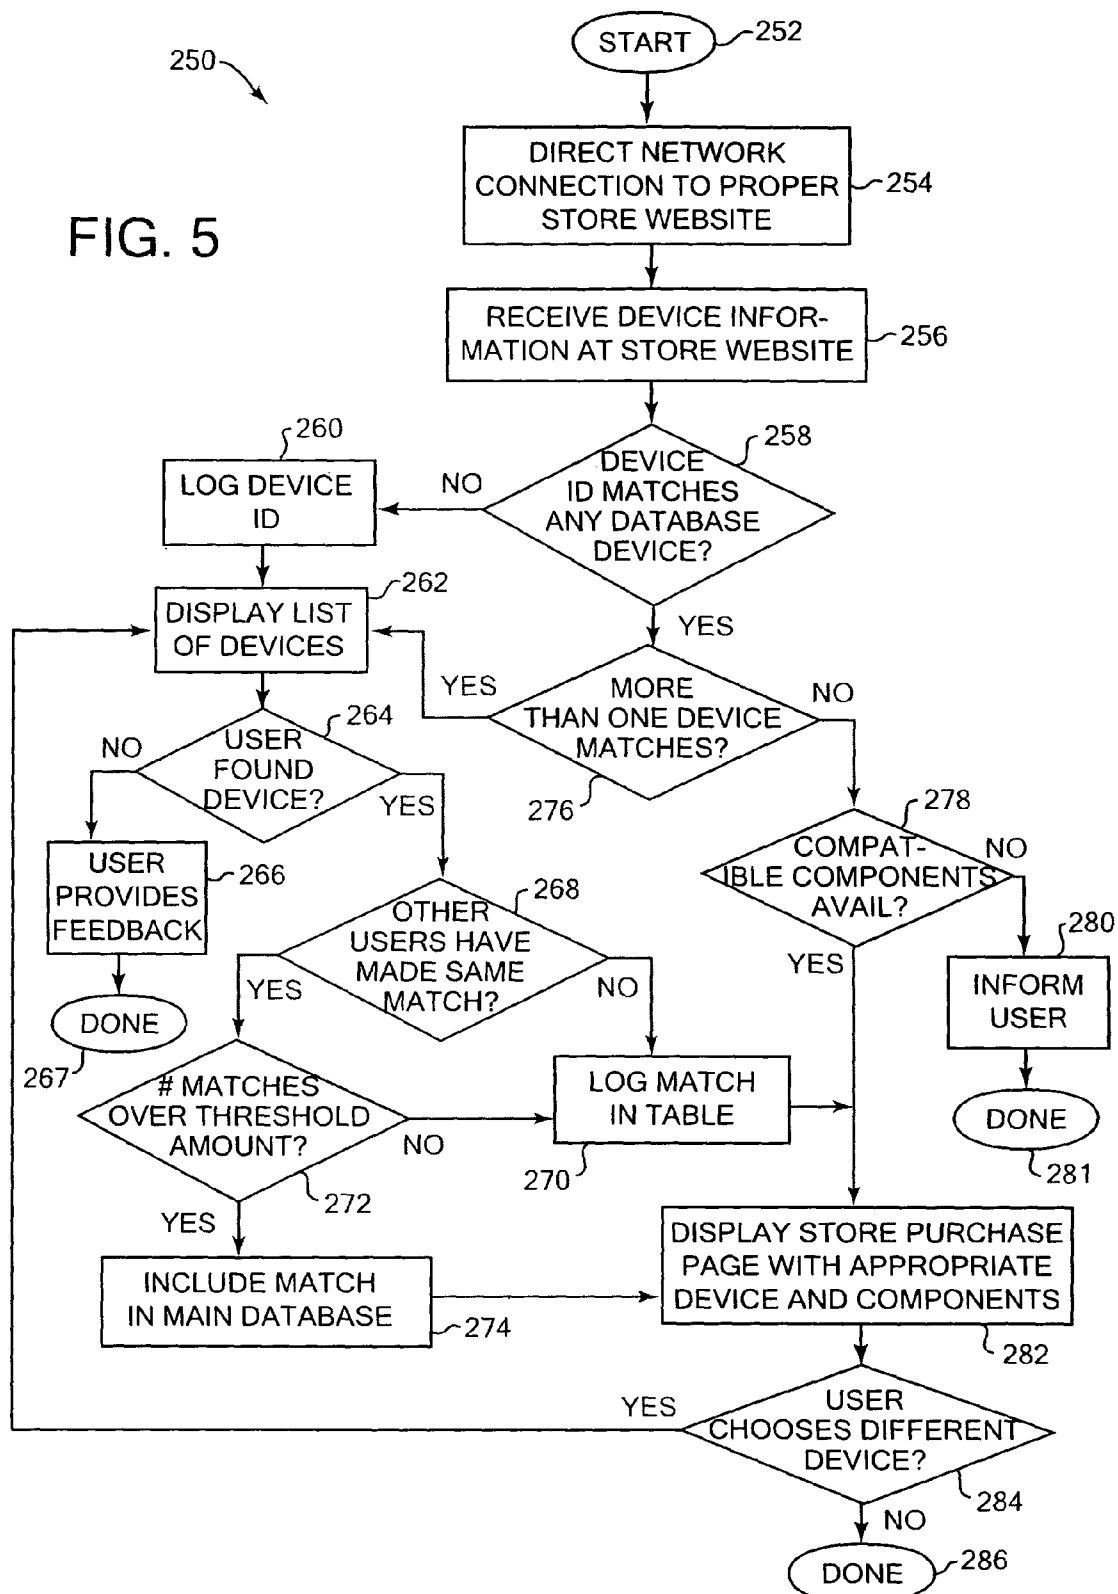 START
252
250
DIRECT NETWORK
CONNECTION TO PROPER
STORE WEBSITE
254
FIG. 5
RECEIVE DEVICE INFOR-
MATION AT STORE WEBSITE
256
260
258
LOG DEVICE
ID
NO
DEVICE
ID MATCHES
ANY DATABASE
DEVICE?
262
DISPLAY LIST
OF DEVICES
YES
YES
MORE
THAN ONE DEVICE
MATCHES?
NO
276
264
NO
USER
FOUND
DEVICE?
YES
278
COMPAT-
IBLE COMPONENTS
AVAIL?
NO
YES
USER
PROVIDES
FEEDBACK
266
268
OTHER
USERS HAVE
MADE SAME
MATCH?
YES
NO
280
INFORM
USER
DONE
267
# MATCHES
OVER THRESHOLD
AMOUNT?
NO
272
YES
LOG MATCH
IN TABLE
270
DONE
281
INCLUDE MATCH
IN MAIN DATABASE
274
DISPLAY STORE PURCHASE
PAGE WITH APPROPRIATE
DEVICE AND COMPONENTS
282
YES
USER
CHOOSES DIFFERENT
DEVICE?
284
NO
DONE
286